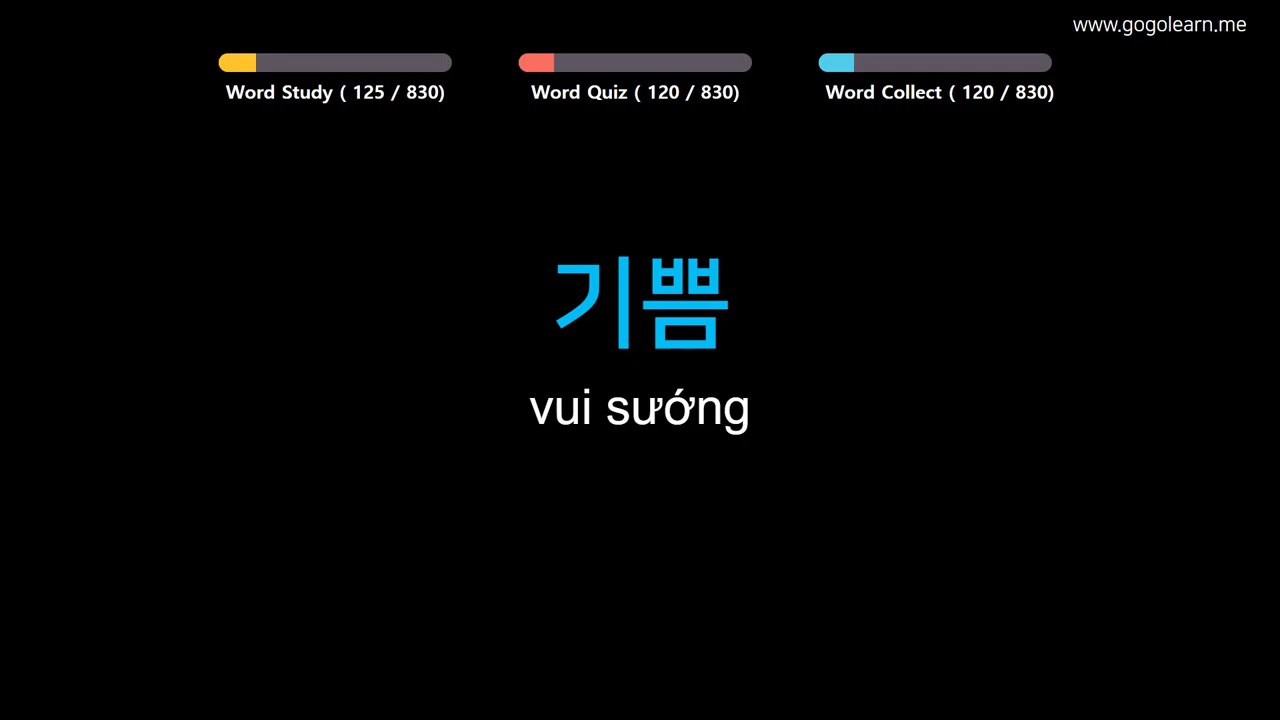 www.gogolearn.me
Word Study ( 125 / 830)
Word Quiz ( 120 / 830)
Word Collect ( 120 / 830)
기쁨
vui sướng